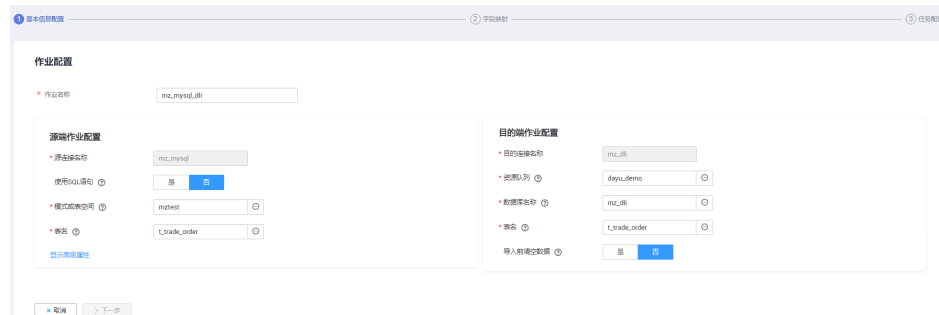 1 基本信息配置
2 字段映射
3 任务配
作业配置
* 作业名称 mz_mysql_dli
源端作业配置
* 源连接名称 mz_mysql
使用SQL语句 是 否
* 模式或表空间 mztest
* 表名 t_trade_order
显示高级属性
目的端作业配置
* 目的连接名称 mz_dli
* 资源队列 dayu_demo
* 数据库名称 mz_dli
* 表名 t_trade_order
导入前清空数据 是 否
× 取消 > 下一步